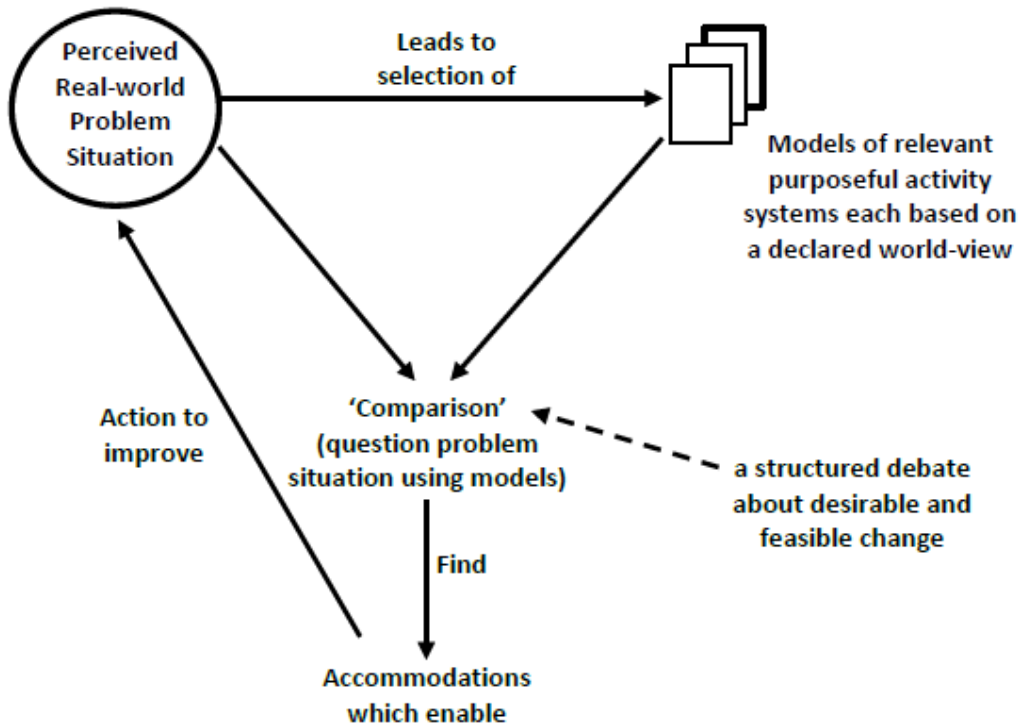 Perceived
Real-world
Problem
Situation
Leads to
selection of
Models of relevant
purposeful activity
systems each based on
a declared world-view
‘Comparison’
(question problem
situation using models)
a structured debate
about desirable and
feasible change
Action to
improve
Find
Accommodations
which enable